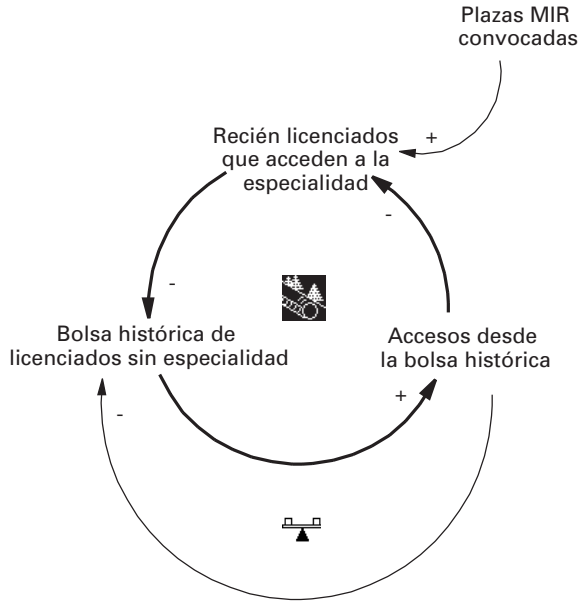 Plazas MIR
convocadas
+
Recién licenciados
que acceden a la
especialidad
-
-
Bolsa histórica de
licenciados sin especialidad
Accesos desde
la bolsa histórica
+
-